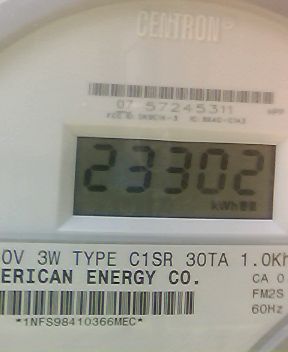 CENTRON®
07 57245311
23302
kWh
0V 3W TYPE C1SR 30TA 1.0Kh
ERICAN ENERGY CO.
CA 0
FM2S
60Hz
*1NFS98410366MEC*